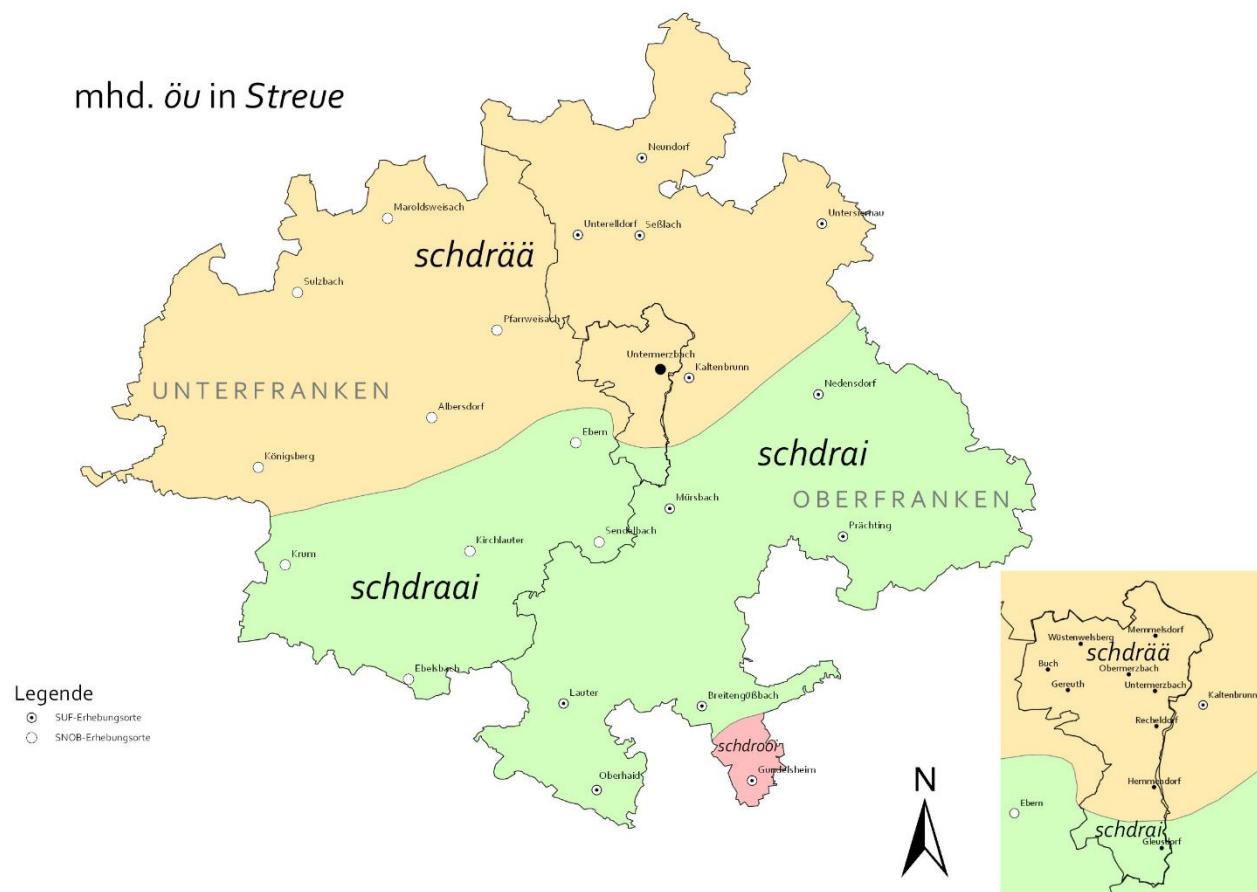 mhd. öu in Streue
Neundorf
Maroldsweisach
Unterelldorf
Seßlach
Untersiemau
schdrää
Sulzbach
Pfarrweisach
Untermerzbach
Kaltenbrunn
UNTERFRANKEN
Nedensdorf
Albersdorf
Ebern
Königsberg
schdrai
OBERFRANKEN
Mürsbach
Prächting
Sendelbach
Kirchlauter
Krum
schdraai
Ebelsbach
Lauter
Breitengüßbach
schdrooi
Gundelsheim
Oberhaid
Legende
SUF-Erhebungsorte
SNOB-Erhebungsorte
N
Memmelsdorf
Wüstenwelsberg
schdrää
Buch
Obermerzbach
Gereuth
Untermerzbach
Kaltenbrunn
Recheldorf
Hemmendorf
Ebern
schdrai
Gleusdorf